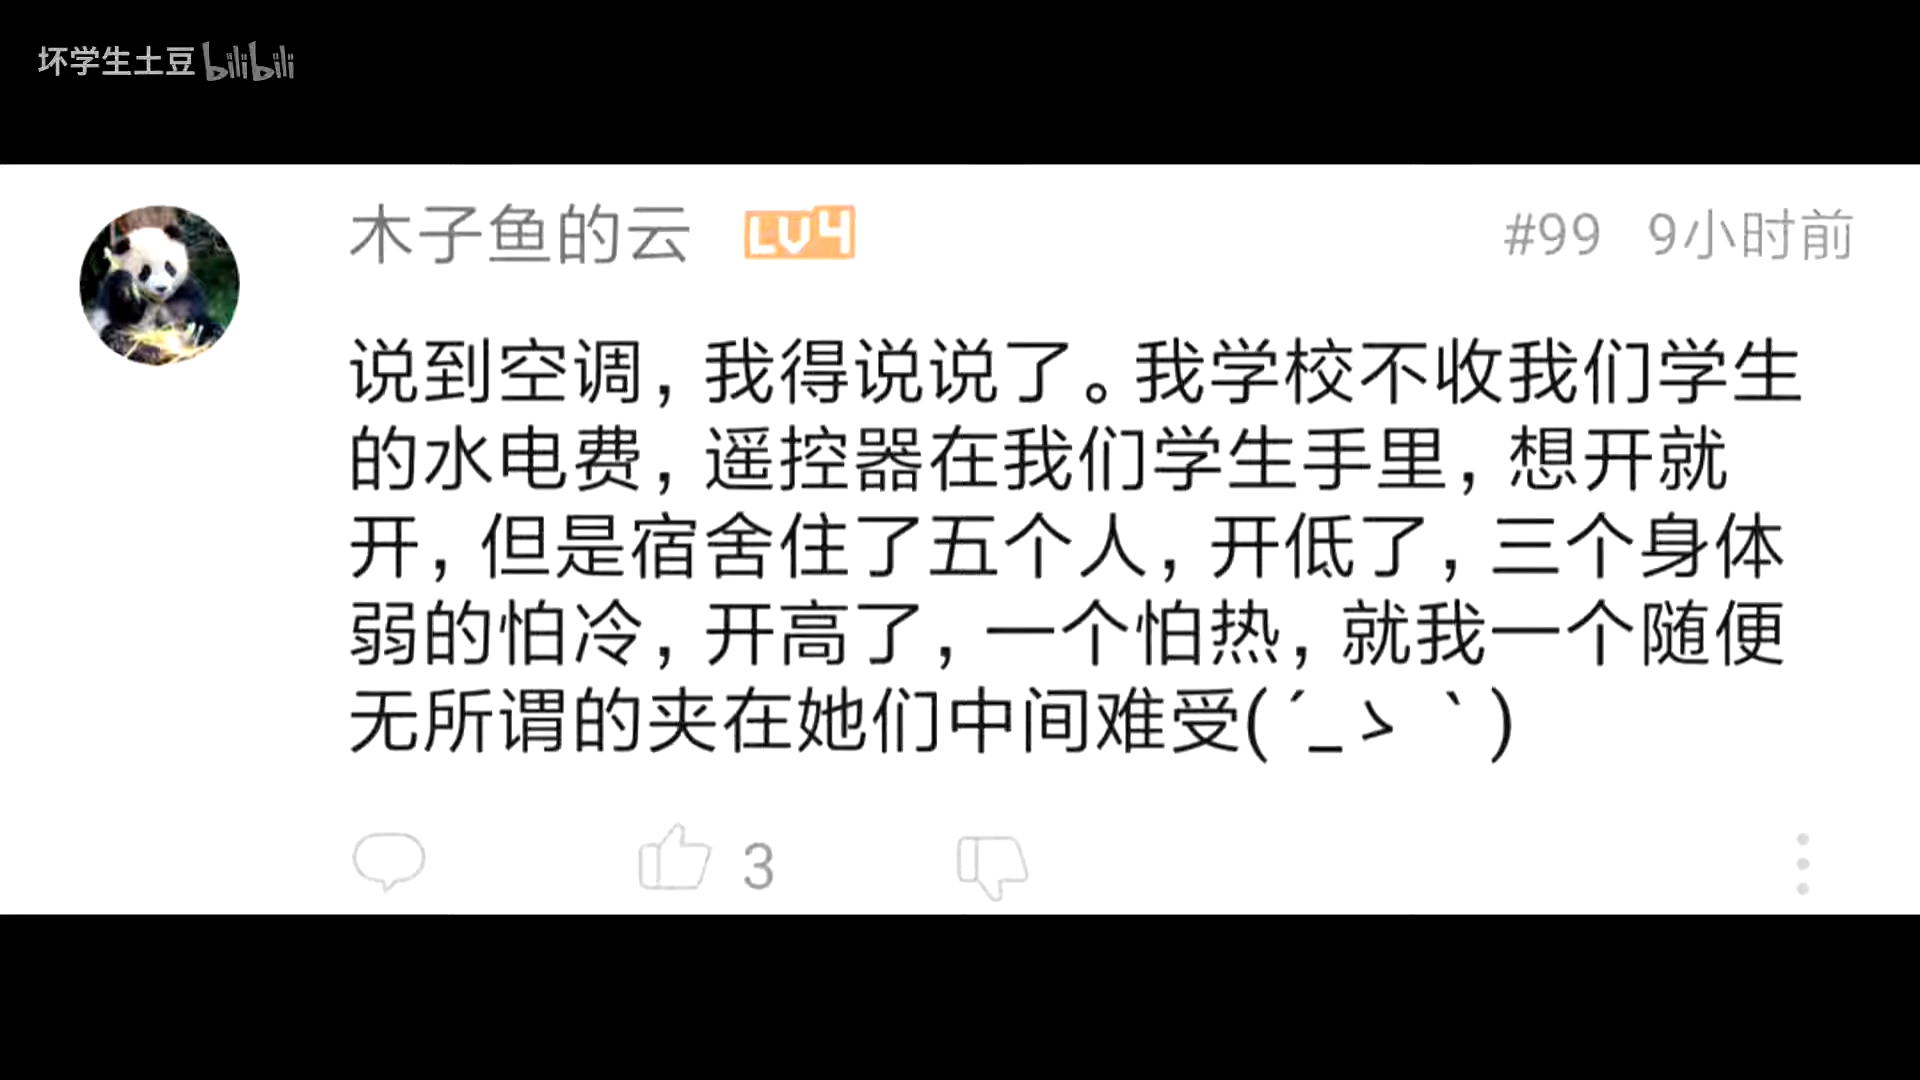 坏学生土豆 bilibili
木子鱼的云 LV4 #99 9小时前
说到空调，我得说说了。我学校不收我们学生
的水电费，遥控器在我们学生手里，想开就
开，但是宿舍住了五个人，开低了，三个身体
弱的怕冷，开高了，一个怕热，就我一个随便
无所谓的夹在她们中间难受(ˊ_>ˋ)
3